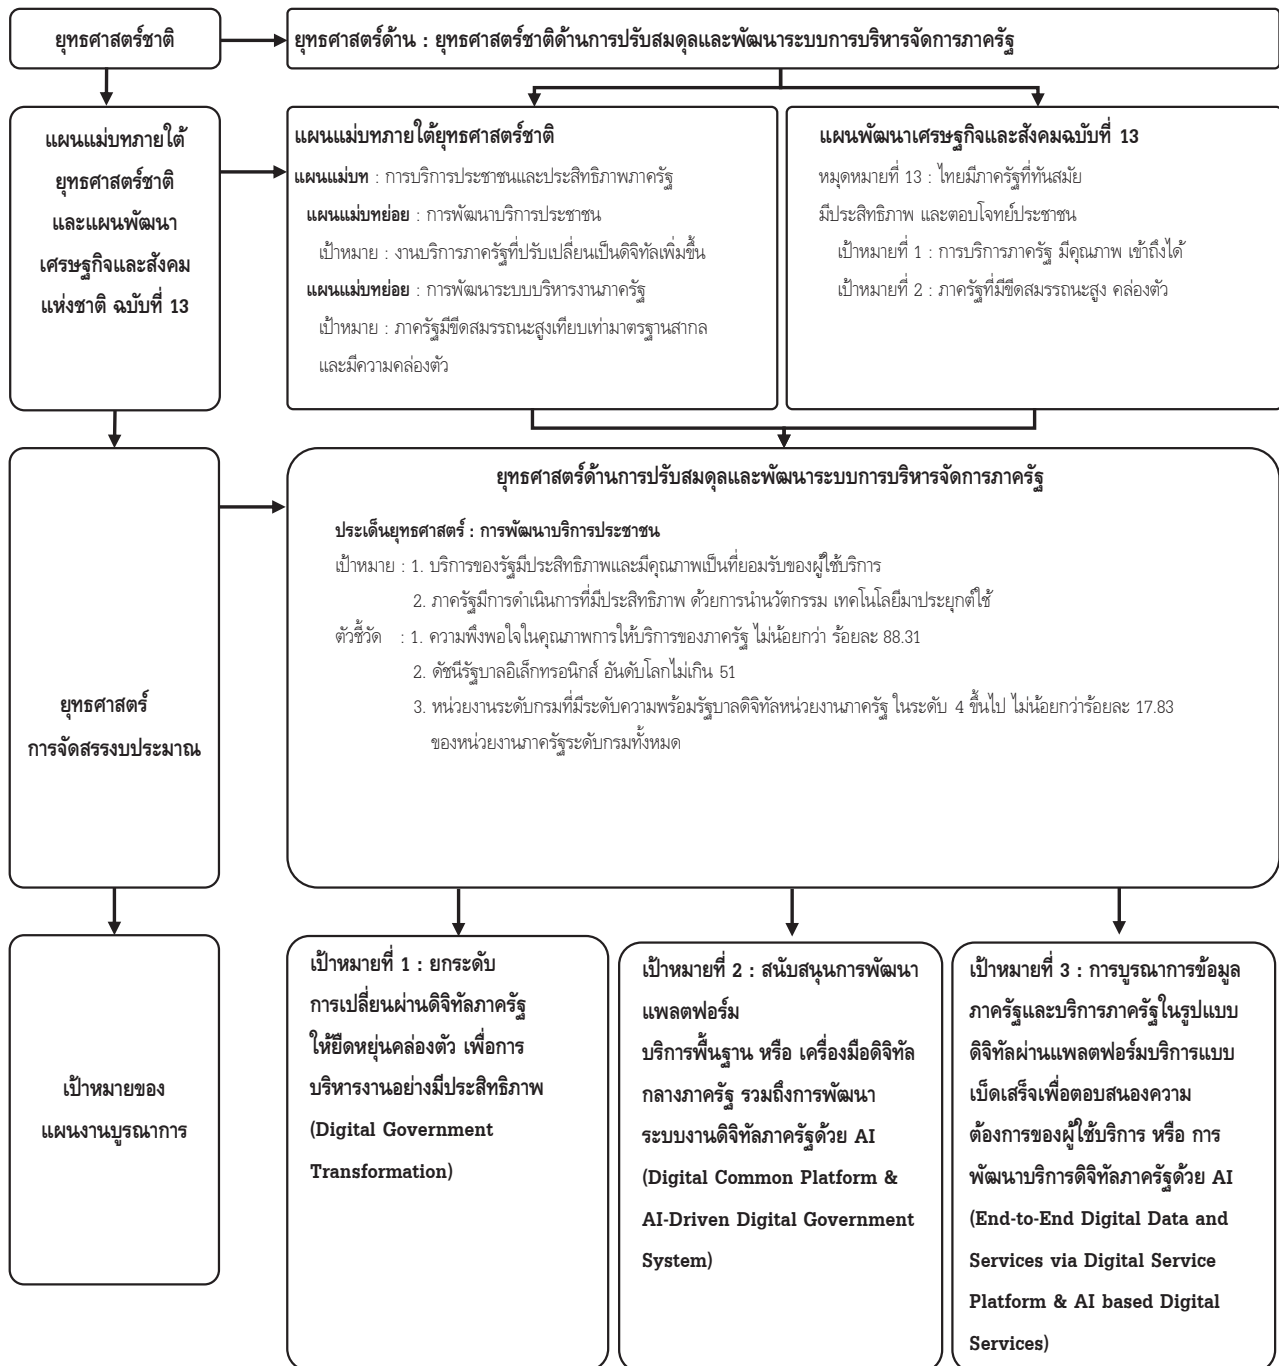 ยุทธศาสตร์ชาติ
ยุทธศาสตร์ด้าน : ยุทธศาสตร์ชาติด้านการปรับสมดุลและพัฒนาระบบการบริหารจัดการภาครัฐ
แผนแม่บทภายใต้
ยุทธศาสตร์ชาติ
และแผนพัฒนา
เศรษฐกิจและสังคม
แห่งชาติ ฉบับที่ 13
แผนแม่บทภายใต้ยุทธศาสตร์ชาติ
แผนแม่บท : การบริการประชาชนและประสิทธิภาพภาครัฐ
แผนแม่บทย่อย : การพัฒนาบริการประชาชน
เป้าหมาย : งานบริการภาครัฐที่ปรับเปลี่ยนเป็นดิจิทัลเพิ่มขึ้น
แผนแม่บทย่อย : การพัฒนาระบบบริหารงานภาครัฐ
เป้าหมาย : ภาครัฐมีขีดสมรรถนะสูงเทียบเท่ามาตรฐานสากล
และมีความคล่องตัว
แผนพัฒนาเศรษฐกิจและสังคมฉบับที่ 13
หมุดหมายที่ 13 : ไทยมีภาครัฐที่ทันสมัย
มีประสิทธิภาพ และตอบโจทย์ประชาชน
เป้าหมายที่ 1 : การบริการภาครัฐ มีคุณภาพ เข้าถึงได้
เป้าหมายที่ 2 : ภาครัฐที่มีขีดสมรรถนะสูง คล่องตัว
ยุทธศาสตร์
การจัดสรรงบประมาณ
ยุทธศาสตร์ด้านการปรับสมดุลและพัฒนาระบบการบริหารจัดการภาครัฐ
ประเด็นยุทธศาสตร์ : การพัฒนาบริการประชาชน
เป้าหมาย : 1. บริการของรัฐมีประสิทธิภาพและมีคุณภาพเป็นที่ยอมรับของผู้ใช้บริการ
2. ภาครัฐมีการดำเนินการที่มีประสิทธิภาพ ด้วยการนำนวัตกรรม เทคโนโลยีมาประยุกต์ใช้
ตัวชี้วัด : 1. ความพึงพอใจในคุณภาพการให้บริการของภาครัฐ ไม่น้อยกว่า ร้อยละ 88.31
2. ดัชนีรัฐบาลอิเล็กทรอนิกส์ อันดับโลกไม่เกิน 51
3. หน่วยงานระดับกรมที่มีระดับความพร้อมรัฐบาลดิจิทัลหน่วยงานภาครัฐ ในระดับ 4 ขึ้นไป ไม่น้อยกว่าร้อยละ 17.83
ของหน่วยงานภาครัฐระดับกรมทั้งหมด
เป้าหมายของ
แผนงานบูรณาการ
เป้าหมายที่ 1 : ยกระดับ
การเปลี่ยนผ่านดิจิทัลภาครัฐ
ให้ยืดหยุ่นคล่องตัว เพื่อการ
บริหารงานอย่างมีประสิทธิภาพ
(Digital Government
Transformation)
เป้าหมายที่ 2 : สนับสนุนการพัฒนา
แพลตฟอร์ม
บริการพื้นฐาน หรือ เครื่องมือดิจิทัล
กลางภาครัฐ รวมถึงการพัฒนา
ระบบงานดิจิทัลภาครัฐด้วย AI
(Digital Common Platform &
AI-Driven Digital Government
System)
เป้าหมายที่ 3 : การบูรณาการข้อมูล
ภาครัฐและบริการภาครัฐในรูปแบบ
ดิจิทัลผ่านแพลตฟอร์มบริการแบบ
เบ็ดเสร็จเพื่อตอบสนองความ
ต้องการของผู้ใช้บริการ หรือ การ
พัฒนาบริการดิจิทัลภาครัฐด้วย AI
(End-to-End Digital Data and
Services via Digital Service
Platform & AI based Digital
Services)